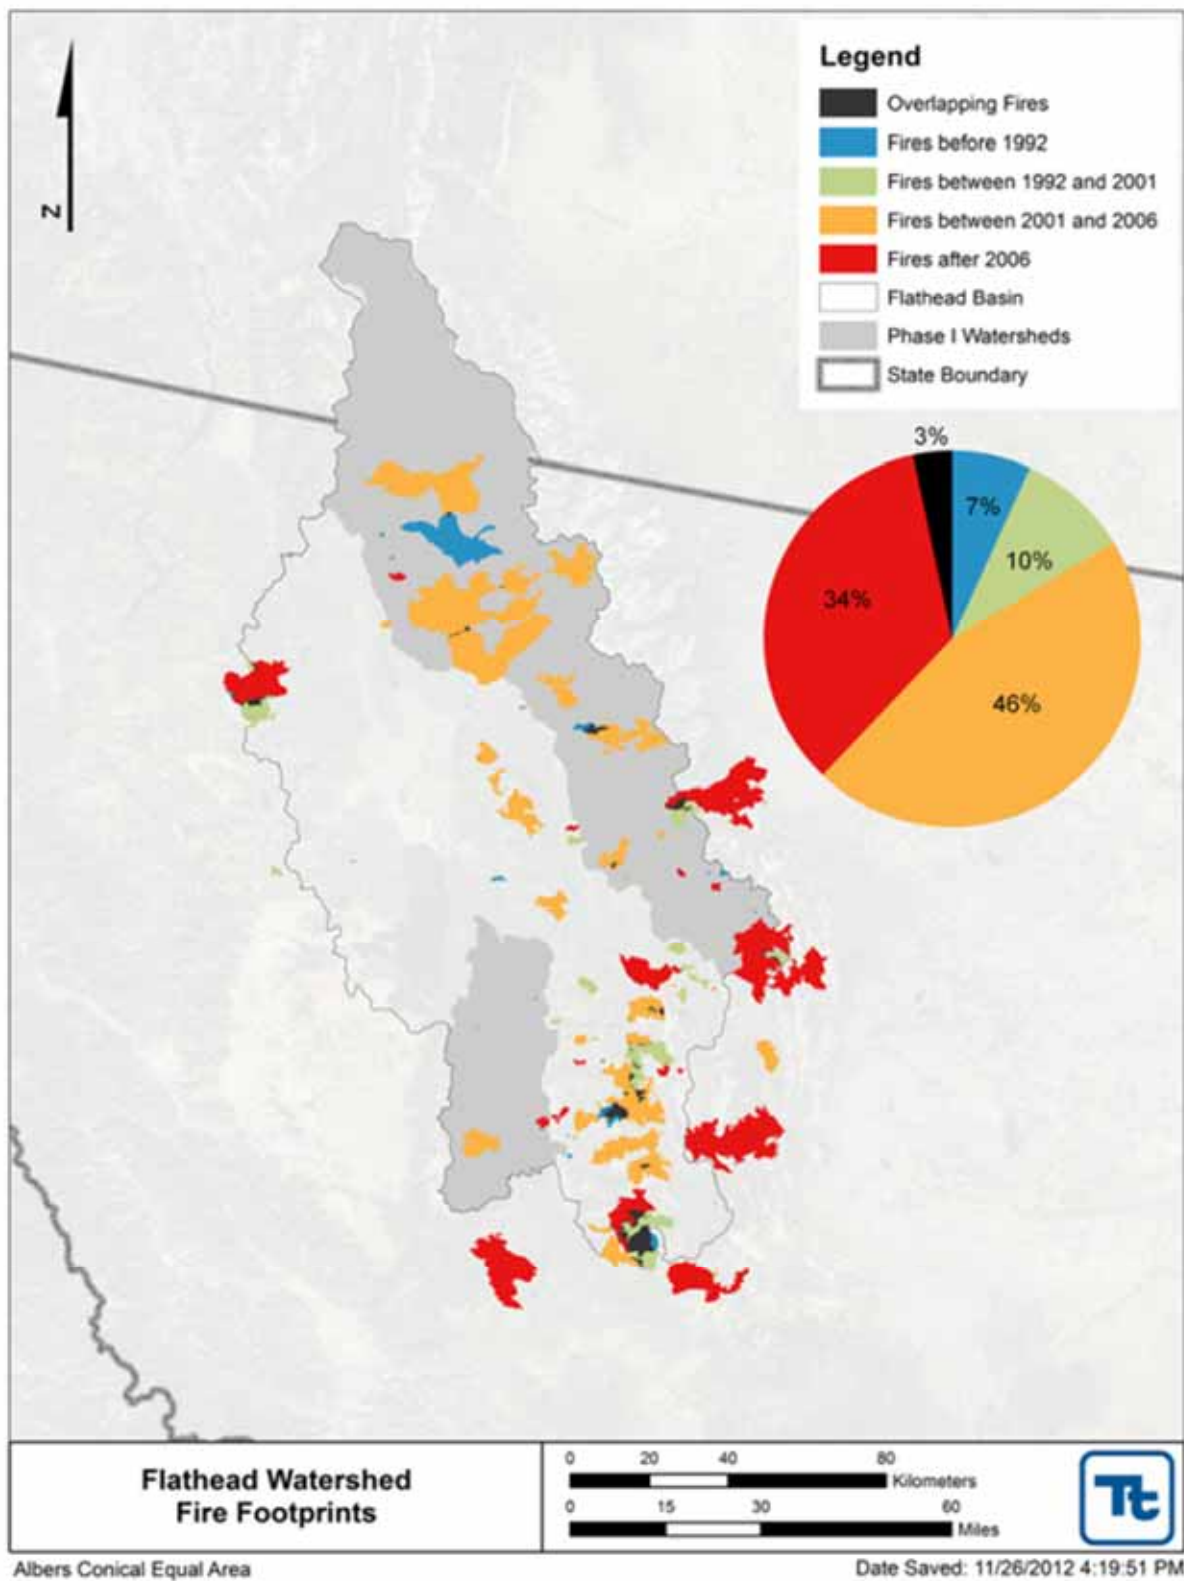 Legend
Overlapping Fires
Fires before 1992
Fires between 1992 and 2001
Fires between 2001 and 2006
Fires after 2006
Flathead Basin
Phase I Watersheds
State Boundary
Z
3%
7%
10%
34%
46%
Flathead Watershed
Fire Footprints
0 20 40 80
Kilometers
0 15 30 60
Miles
Tt
Albers Conical Equal Area
Date Saved: 11/26/2012 4:19:51 PM